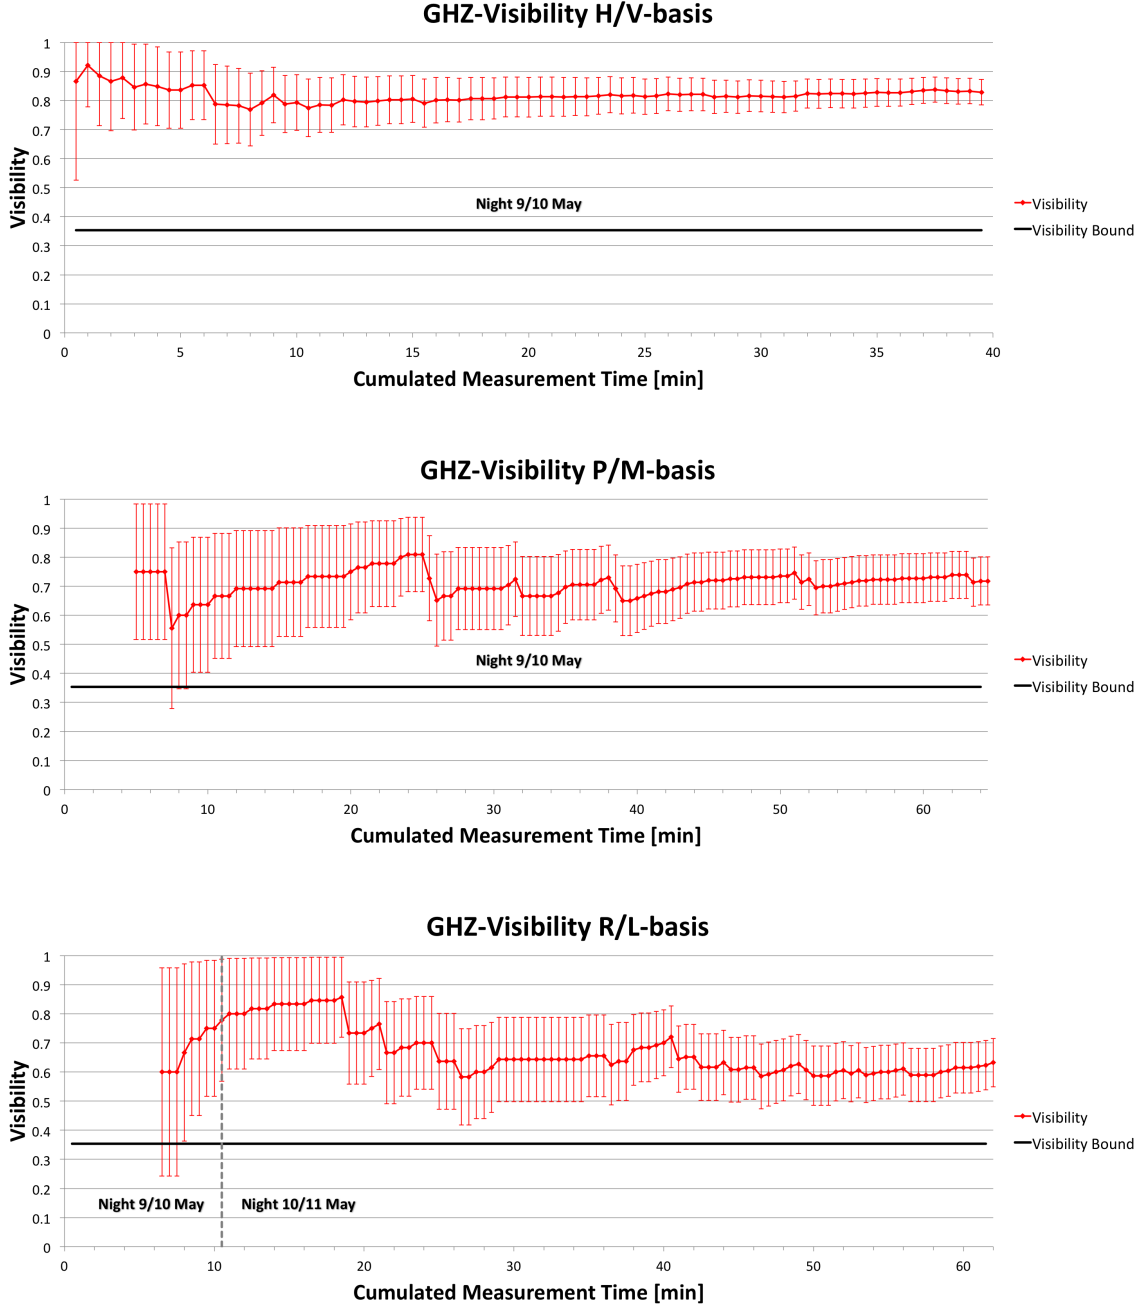 GHZ-Visibility H/V-basis
1
0.9
0.8
0.7
0.6
0.5
0.4
0.3
0.2
0.1
0
Visibility
Night 9/10 May
Visibility
Visibility Bound
0 5 10 15 20 25 30 35 40
Cumulated Measurement Time [min]
GHZ-Visibility P/M-basis
1
0.9
0.8
0.7
0.6
0.5
0.4
0.3
0.2
0.1
0
Visibility
Night 9/10 May
Visibility
Visibility Bound
0 10 20 30 40 50 60
Cumulated Measurement Time [min]
GHZ-Visibility R/L-basis
1
0.9
0.8
0.7
0.6
0.5
0.4
0.3
0.2
0.1
0
Visibility
Visibility
Visibility Bound
Night 9/10 May Night 10/11 May
0 10 20 30 40 50 60
Cumulated Measurement Time [min]